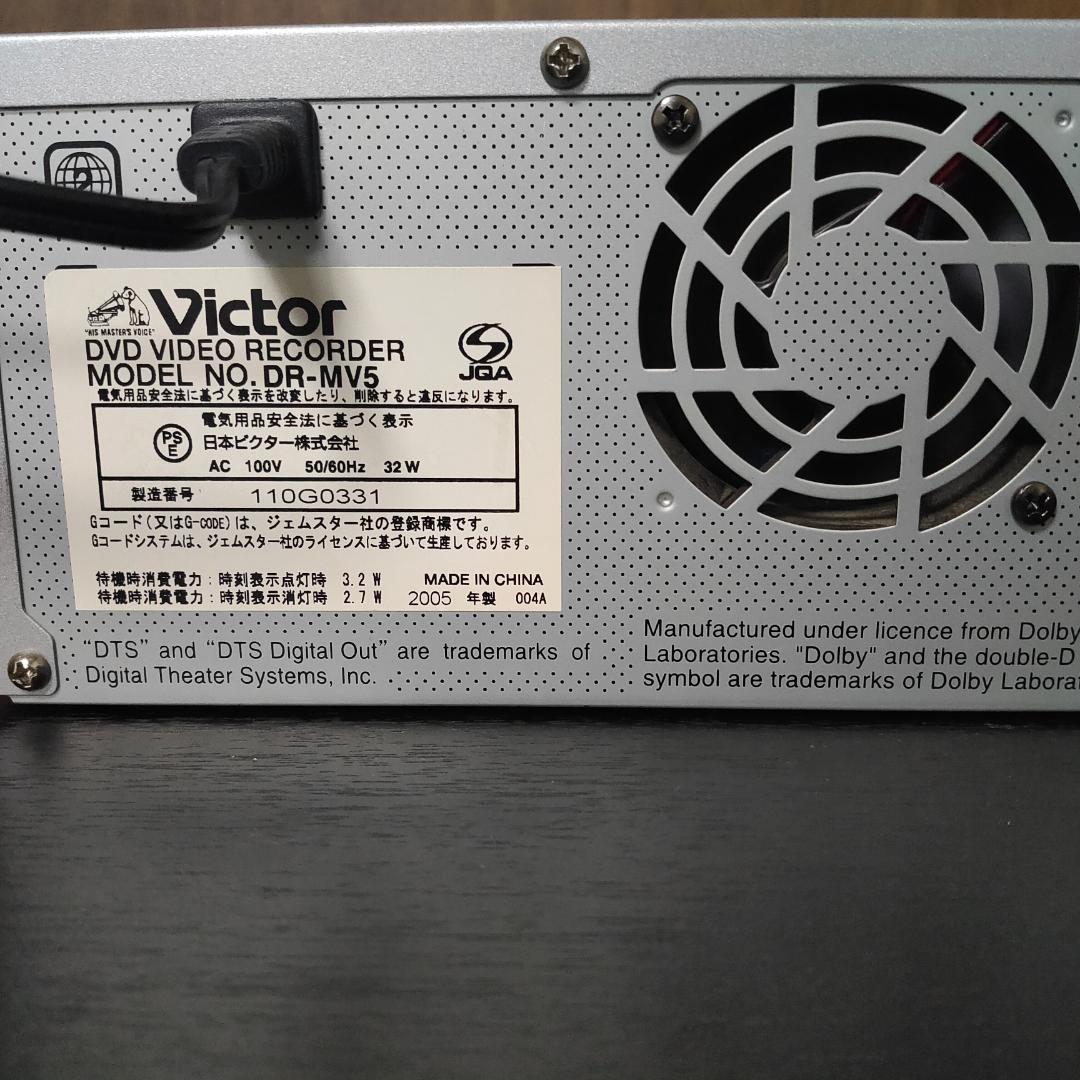 2
"HIS MASTER'S VOICE"
Victor
DVD VIDEO RECORDER
MODEL NO. DR-MV5
JQA
電気用品安全法に基づく表示を改変したり、削除すると違反になります。
電気用品安全法に基づく表示
PSE
日本ビクター株式会社
AC 100V 50/60Hz 32W
製造番号 110G0331
Gコード(又はG-CODE)は、ジェムスター社の登録商標です。
Gコードシステムは、ジェムスター社のライセンスに基づいて生産しております。
待機時消費電力:時刻表示点灯時 3.2 W MADE IN CHINA
待機時消費電力:時刻表示消灯時 2.7 W 2005 年製 004A
"DTS" and "DTS Digital Out" are trademarks of
Digital Theater Systems, Inc.
Manufactured under licence from Dolby
Laboratories. "Dolby" and the double-D
symbol are trademarks of Dolby Laborat